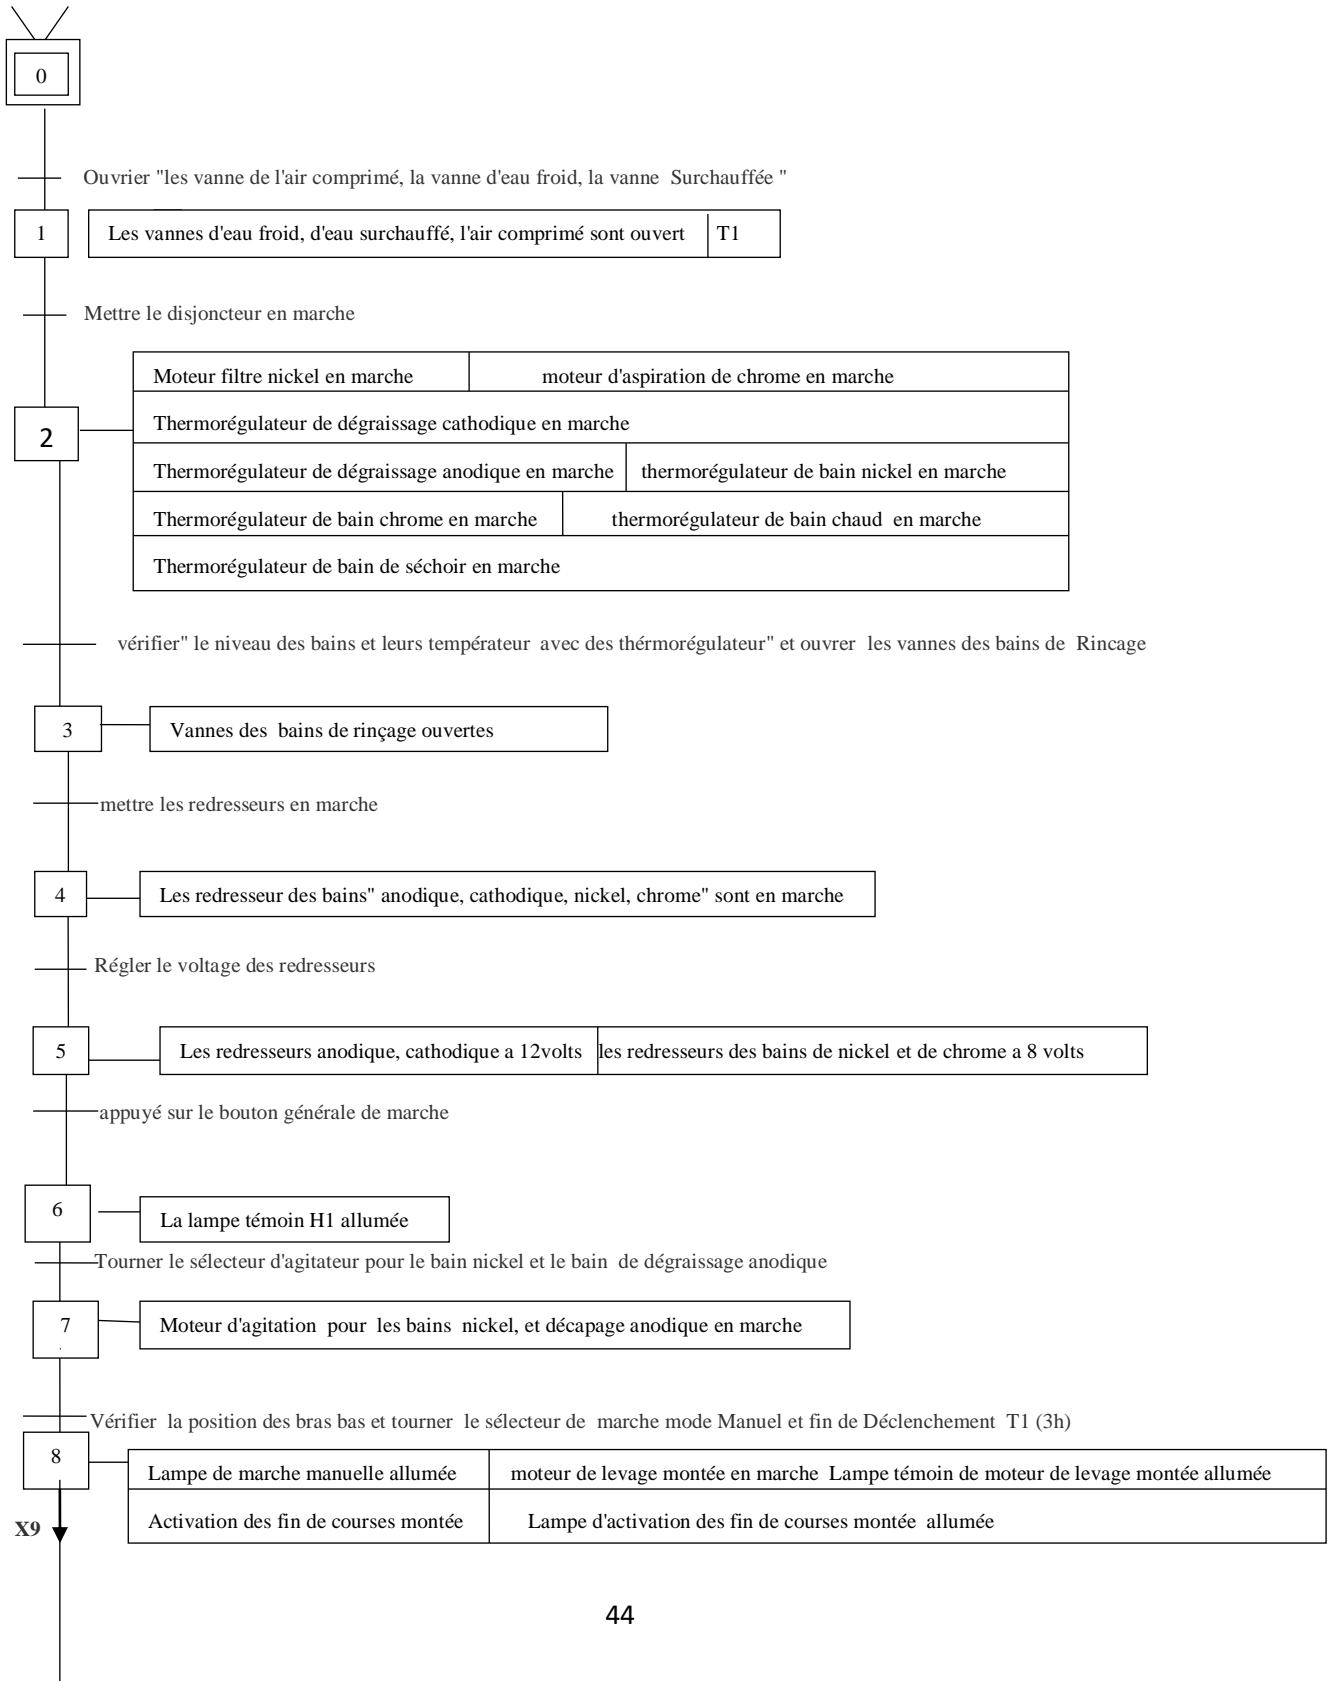 0
Ouvrier "les vanne de l'air comprimé, la vanne d'eau froid, la vanne Surchauffée "
1
Les vannes d'eau froid, d'eau surchauffé, l'air comprimé sont ouvert
T1
Mettre le disjoncteur en marche
2
Moteur filtre nickel en marche
moteur d'aspiration de chrome en marche
Thermorégulateur de dégraissage cathodique en marche
Thermorégulateur de dégraissage anodique en marche
thermorégulateur de bain nickel en marche
Thermorégulateur de bain chrome en marche
thermorégulateur de bain chaud en marche
Thermorégulateur de bain de séchoir en marche
vérifier" le niveau des bains et leurs températeur avec des thérmorégulateur" et ouvrer les vannes des bains de Rincage
3
Vannes des bains de rinçage ouvertes
mettre les redresseurs en marche
4
Les redresseur des bains" anodique, cathodique, nickel, chrome" sont en marche
Régler le voltage des redresseurs
5
Les redresseurs anodique, cathodique a 12volts
les redresseurs des bains de nickel et de chrome a 8 volts
appuyé sur le bouton générale de marche
6
La lampe témoin H1 allumée
Tourner le sélecteur d'agitateur pour le bain nickel et le bain de dégraissage anodique
7
Moteur d'agitation pour les bains nickel, et décapage anodique en marche
Vérifier la position des bras bas et tourner le sélecteur de marche mode Manuel et fin de Déclenchement T1 (3h)
8
Lampe de marche manuelle allumée
moteur de levage montée en marche Lampe témoin de moteur de levage montée allumée
Activation des fin de courses montée
Lampe d'activation des fin de courses montée allumée
X9
44